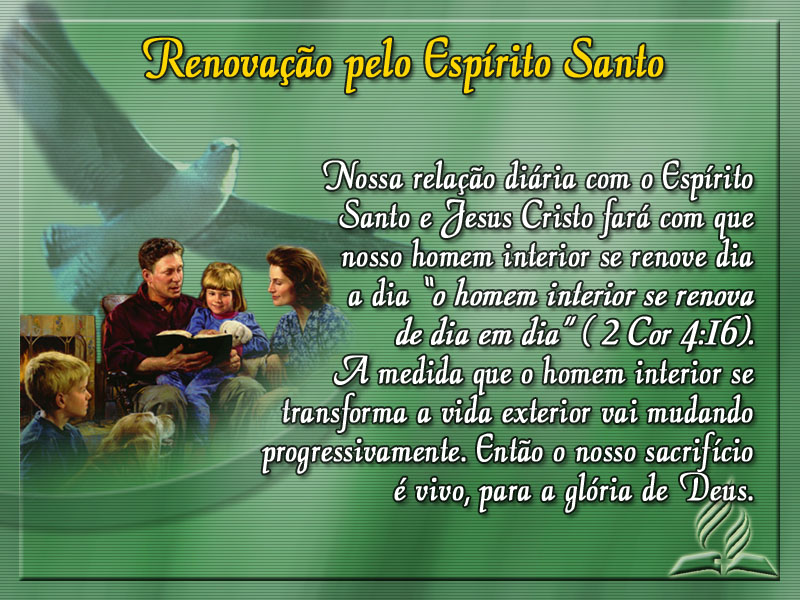 Renovação pelo Espírito Santo
Nossa relação diária com o Espírito
Santo e Jesus Cristo fará com que
nosso homem interior se renove dia
a dia “o homem interior se renova
de dia em dia” ( 2 Cor 4:16).
A medida que o homem interior se
transforma a vida exterior vai mudando
progressivamente. Então o nosso sacrifício
é vivo, para a glória de Deus.